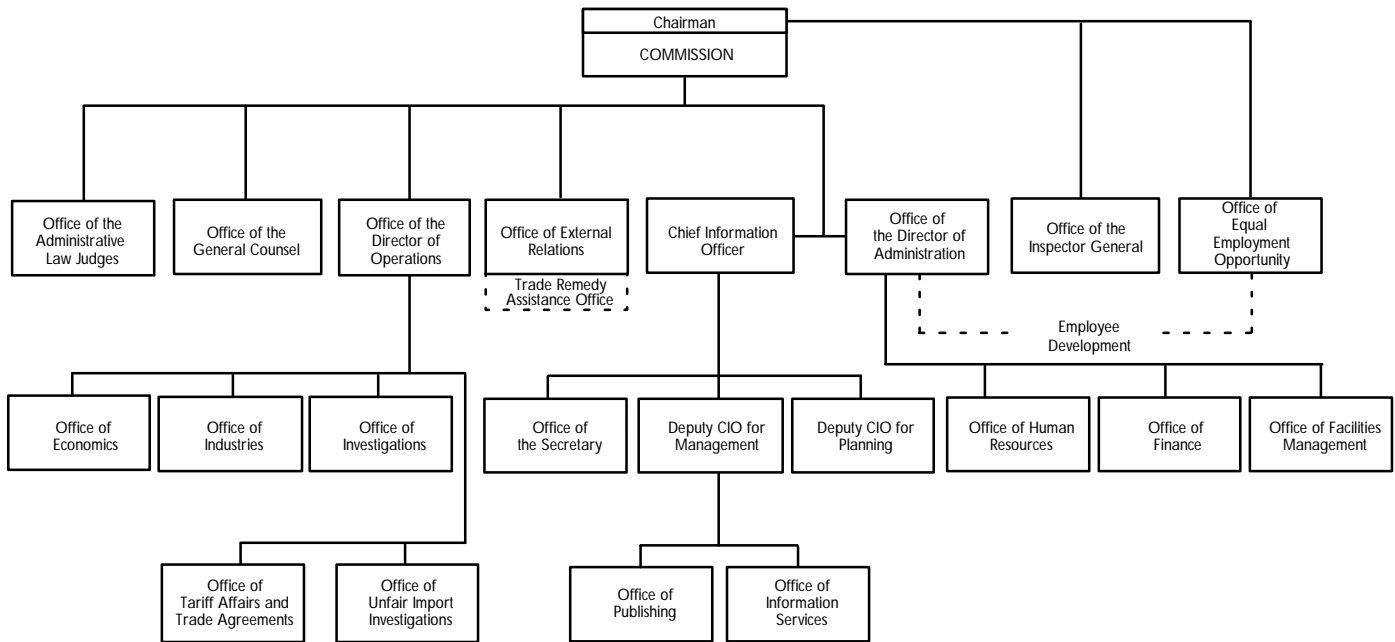 Chairman
COMMISSION
Office of the
Administrative
Law Judges
Office of the
General Counsel
Office of the
Director of
Operations
Office of External
Relations
Trade Remedy
Assistance Office
Chief Information
Officer
Office of
the Director of
Administration
Office of the
Inspector General
Office of
Equal
Employment
Opportunity
Employee
Development
Office of
Economics
Office of
Industries
Office of
Investigations
Office of
the Secretary
Deputy CIO for
Management
Deputy CIO for
Planning
Office of Human
Resources
Office of
Finance
Office of Facilities
Management
Office of
Tariff Affairs and
Trade Agreements
Office of
Unfair Import
Investigations
Office of
Publishing
Office of
Information
Services